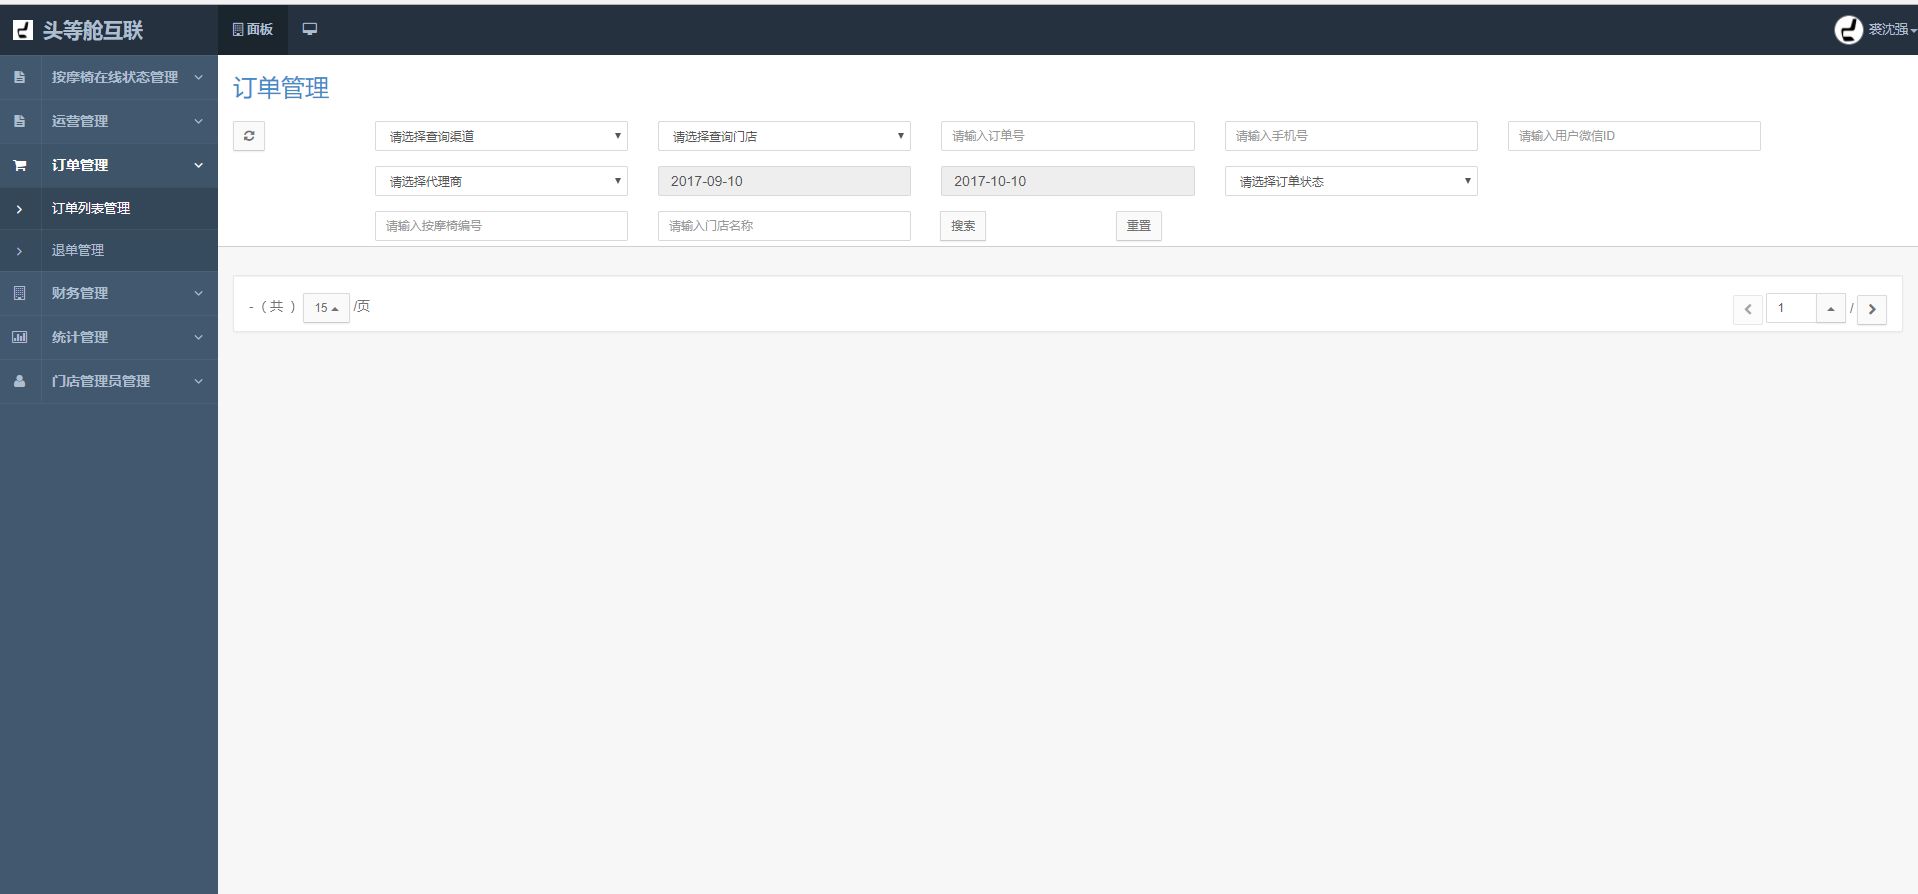 头等舱互联
面板
裘沈强
按摩椅在线状态管理
运营管理
订单管理
订单列表管理
退单管理
财务管理
统计管理
门店管理员管理
订单管理
请选择查询渠道 请选择查询门店 请输入订单号 请输入手机号 请输入用户微信ID
请选择代理商 2017-09-10 2017-10-10 请选择订单状态
请输入按摩椅编号 请输入门店名称 搜索 重置
- ( 共 ) 15 /页 1 /